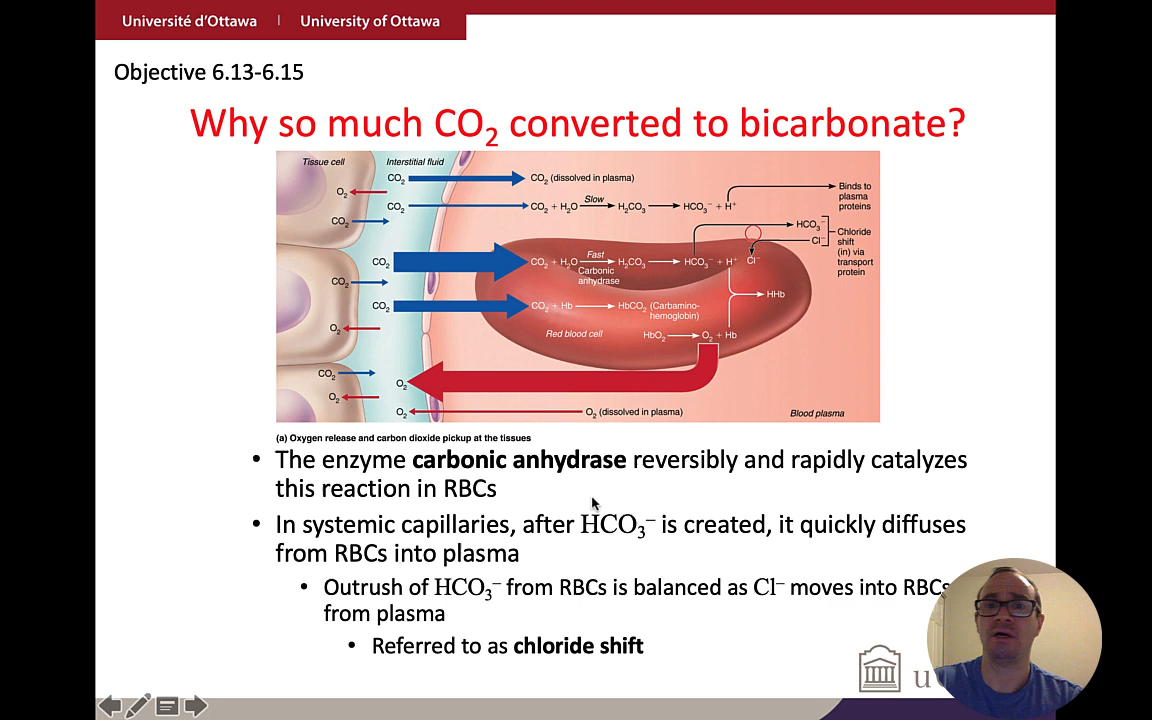 Université d'Ottawa | University of Ottawa
Objective 6.13-6.15
Why so much CO₂ converted to bicarbonate?
Tissue cell
Interstitial fluid
CO₂
CO₂ (dissolved in plasma)
O₂
CO₂
CO₂ + H₂O
Slow
H₂CO₃
HCO₃⁻ + H⁺
Binds to
plasma
proteins
CO₂
HCO₃⁻
Cl⁻
Chloride
shift
(in) via
transport
protein
CO₂
CO₂ + H₂O
Fast
Carbonic
anhydrase
H₂CO₃
HCO₃⁻ + H⁺
Cl⁻
CO₂
CO₂
CO₂ + Hb
HbCO₂ (Carbamino-
hemoglobin)
HHb
O₂
Red blood cell
HbO₂
O₂ + Hb
CO₂
O₂
O₂
O₂
O₂ (dissolved in plasma)
Blood plasma
(a) Oxygen release and carbon dioxide pickup at the tissues
• The enzyme carbonic anhydrase reversibly and rapidly catalyzes
this reaction in RBCs
• In systemic capillaries, after HCO₃⁻ is created, it quickly diffuses
from RBCs into plasma
• Outrush of HCO₃⁻ from RBCs is balanced as Cl⁻ moves into RBCs
from plasma
• Referred to as chloride shift